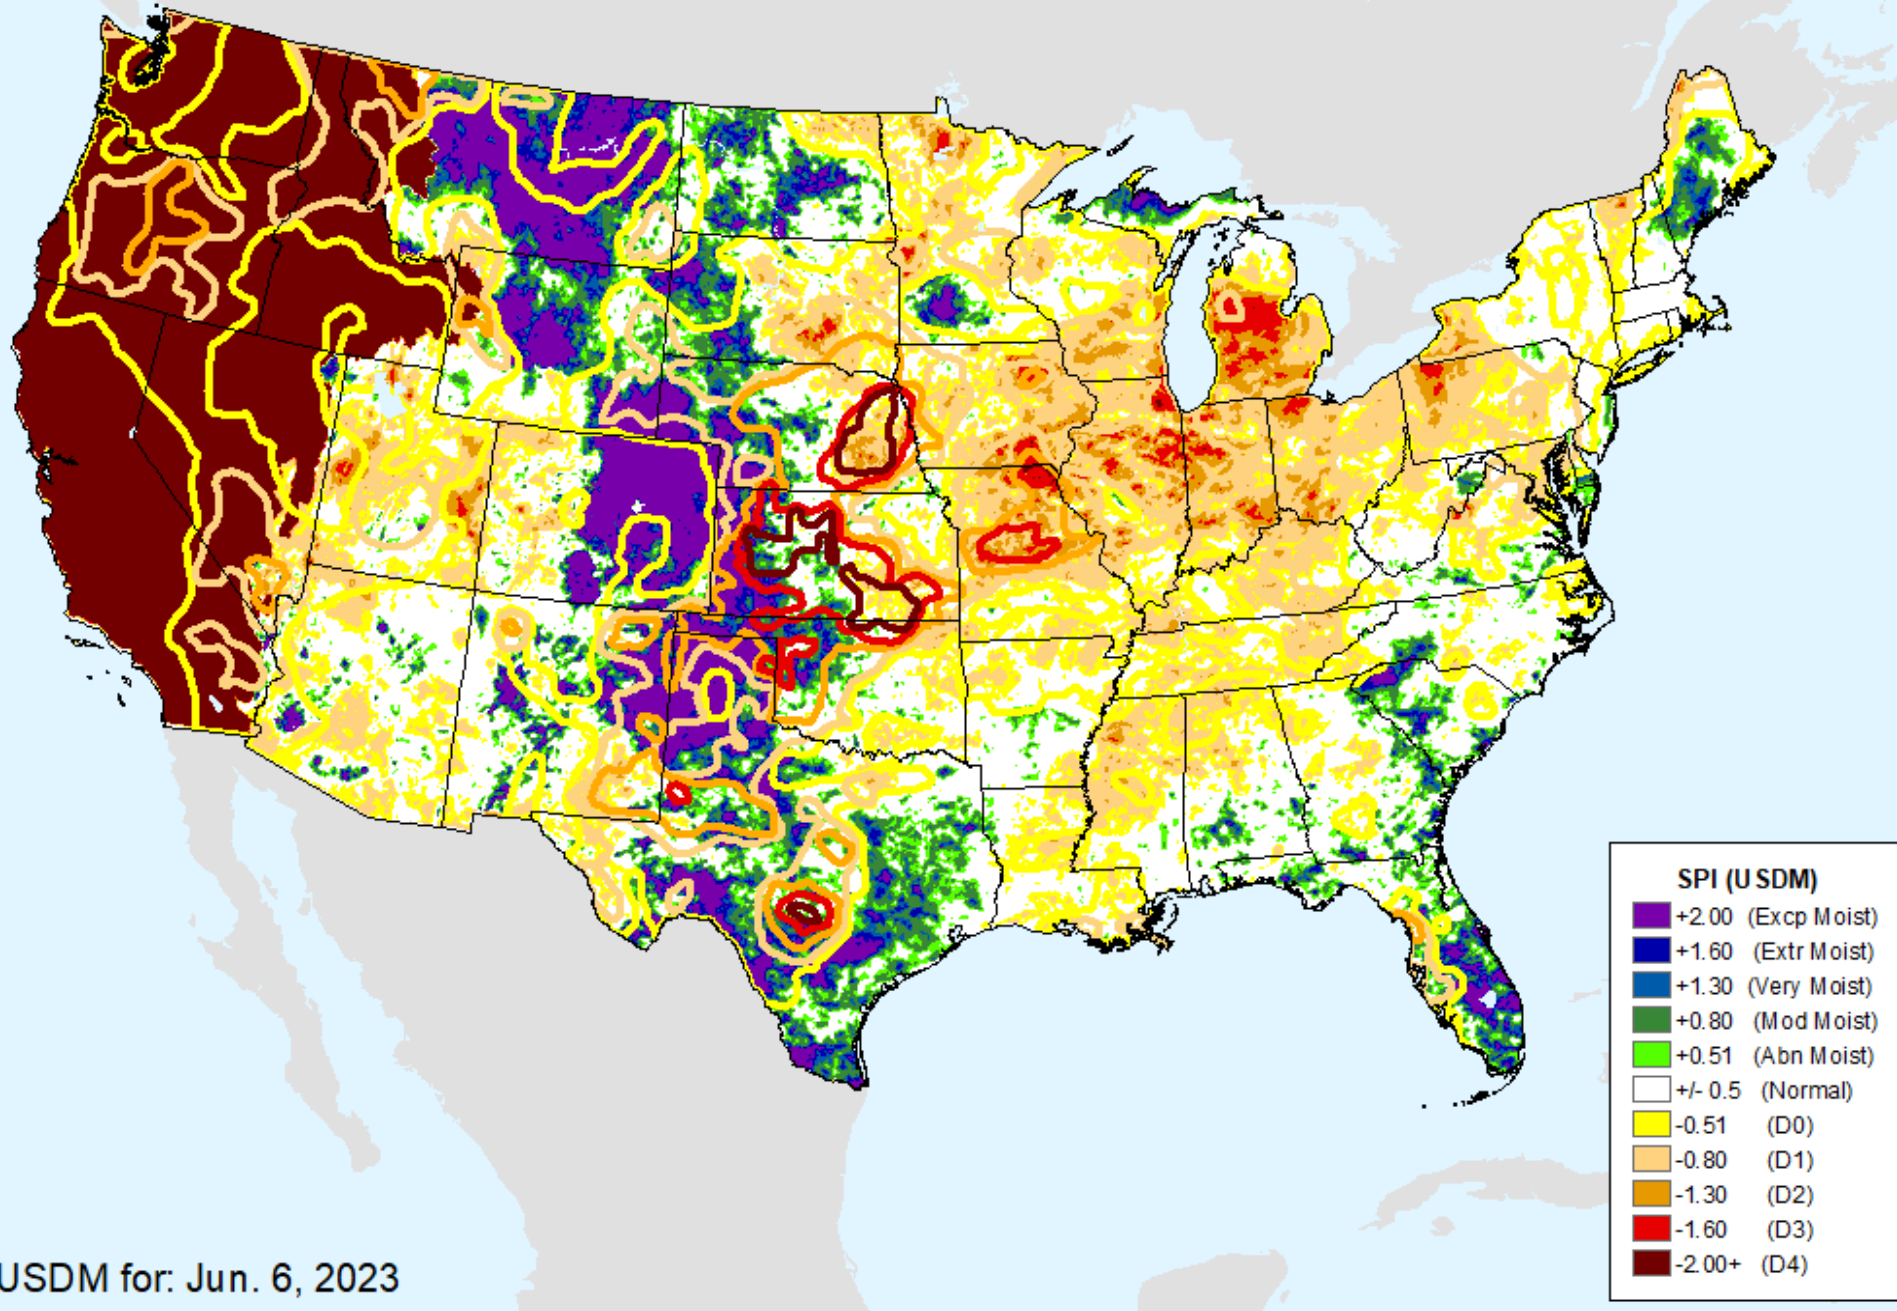 SPI (USDM)
+2.00 (Excp Moist)
+1.60 (Extr Moist)
+1.30 (Very Moist)
+0.80 (Mod Moist)
+0.51 (Abn Moist)
+/- 0.5 (Normal)
-0.51 (D0)
-0.80 (D1)
-1.30 (D2)
-1.60 (D3)
-2.00+ (D4)
USDM for: Jun. 6, 2023